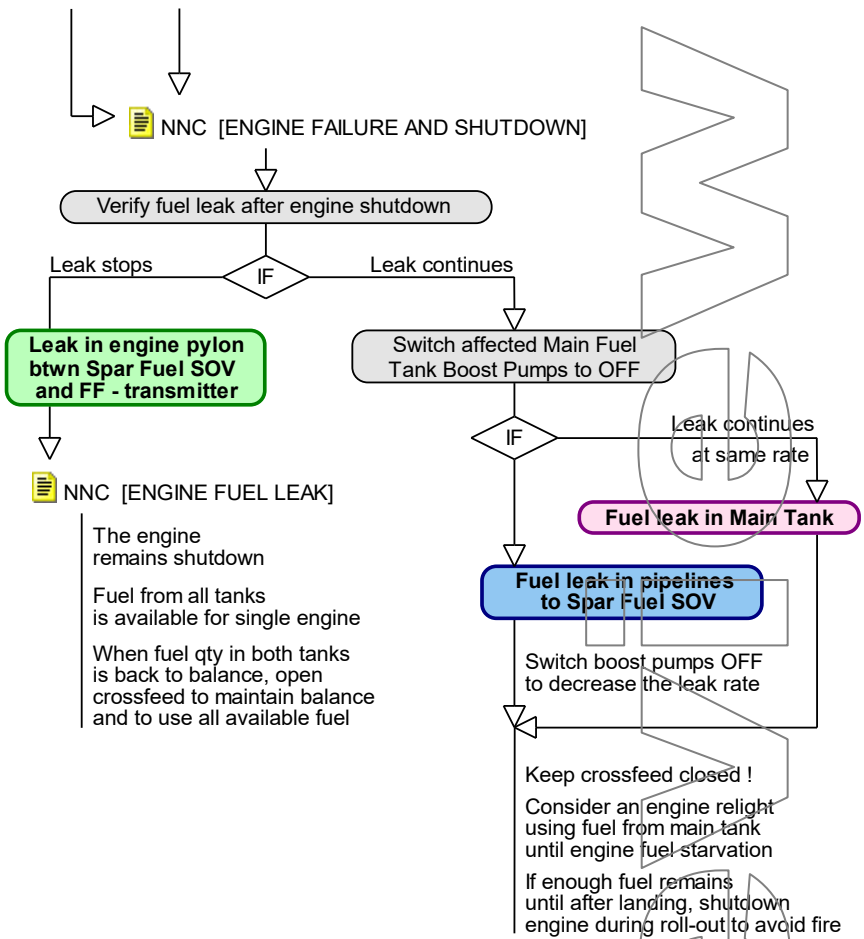 NNC [ENGINE FAILURE AND SHUTDOWN]
Verify fuel leak after engine shutdown
Leak stops
IF
Leak continues
Leak in engine pylon
btwn Spar Fuel SOV
and FF - transmitter
Switch affected Main Fuel
Tank Boost Pumps to OFF
IF
Leak continues
at same rate
NNC [ENGINE FUEL LEAK]
Fuel leak in Main Tank
The engine
remains shutdown
Fuel from all tanks
is available for single engine
When fuel qty in both tanks
is back to balance, open
crossfeed to maintain balance
and to use all available fuel
Fuel leak in pipelines
to Spar Fuel SOV
Switch boost pumps OFF
to decrease the leak rate
Keep crossfeed closed !
Consider an engine relight
using fuel from main tank
until engine fuel starvation
If enough fuel remains
until after landing, shutdown
engine during roll-out to avoid fire